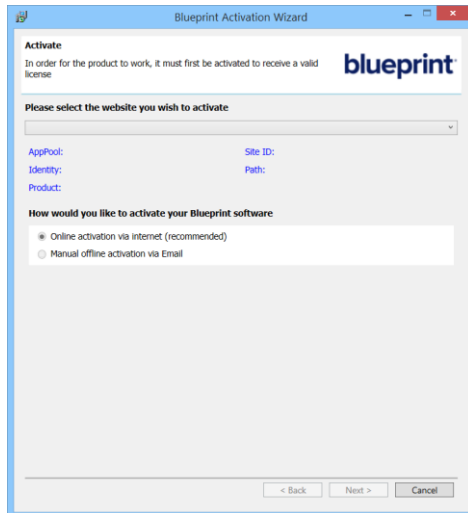 Blueprint Activation Wizard
Activate
In order for the product to work, it must first be activated to receive a valid
license
blueprint
Please select the website you wish to activate
AppPool:
Site ID:
Identity:
Path:
Product:
How would you like to activate your Blueprint software
Online activation via internet (recommended)
Manual offline activation via Email
< Back
Next >
Cancel